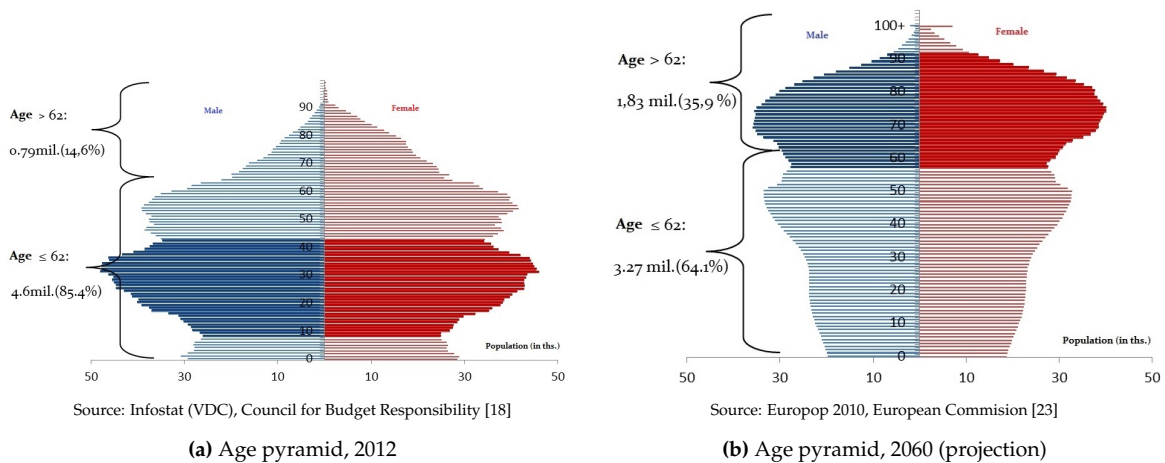 Male
Female
Age > 62:
0.79mil.(14,6%)
Age ≤ 62:
4.6mil.(85.4%)
90
80
70
60
50
40
30
20
10
0
Population (in ths.)
50 30 10 10 30 50
Source: Infostat (VDC), Council for Budget Responsibility [18]
(a) Age pyramid, 2012
100+
Male
Female
Age > 62:
1,83 mil.(35,9 %)
Age ≤ 62:
3.27 mil.(64.1%)
90
80
70
60
50
40
30
20
10
0
Population (in ths.)
50 30 10 10 30 50
Source: Europop 2010, European Commision [23]
(b) Age pyramid, 2060 (projection)